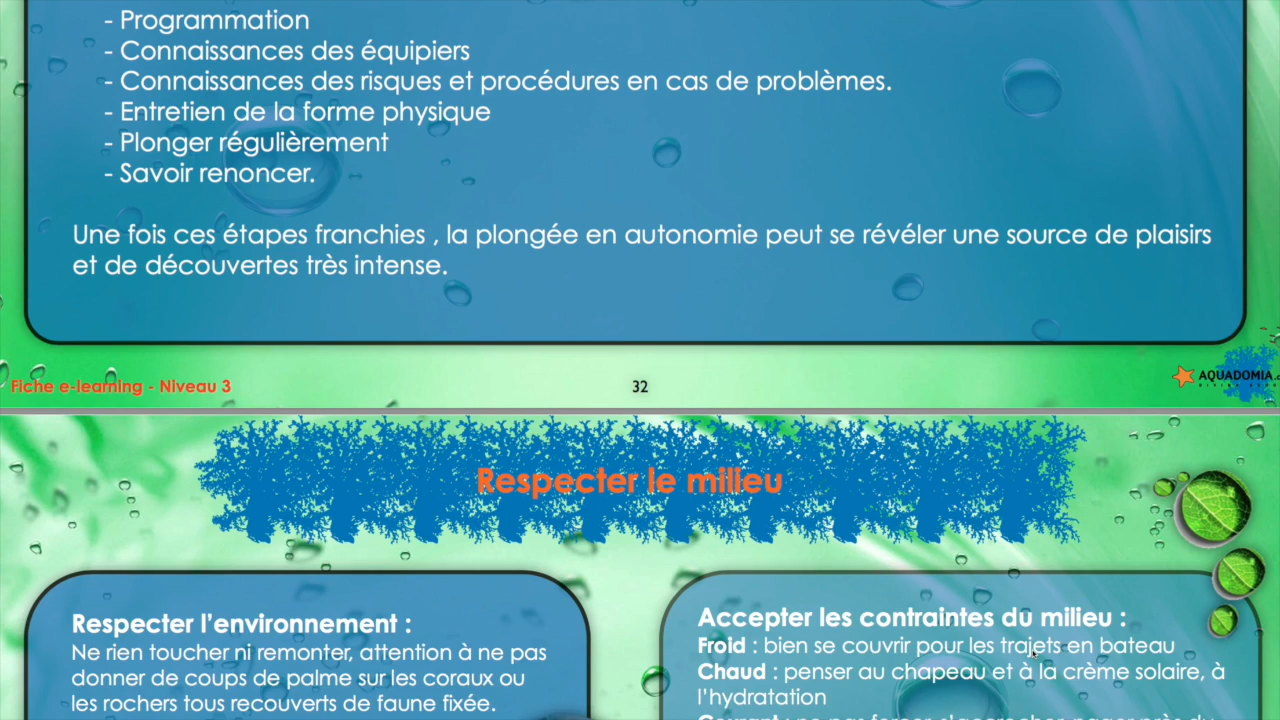 - Programmation
- Connaissances des équipiers
- Connaissances des risques et procédures en cas de problèmes.
- Entretien de la forme physique
- Plonger régulièrement
- Savoir renoncer.
Une fois ces étapes franchies , la plongée en autonomie peut se révéler une source de plaisirs
et de découvertes très intense.
Fiche e-learning - Niveau 3
32
AQUADOMIA.c
Respecter le milieu
Respecter l’environnement :
Ne rien toucher ni remonter, attention à ne pas
donner de coups de palme sur les coraux ou
les rochers tous recouverts de faune fixée.
Accepter les contraintes du milieu :
Froid : bien se couvrir pour les trajets en bateau
Chaud : penser au chapeau et à la crème solaire, à
l’hydratation